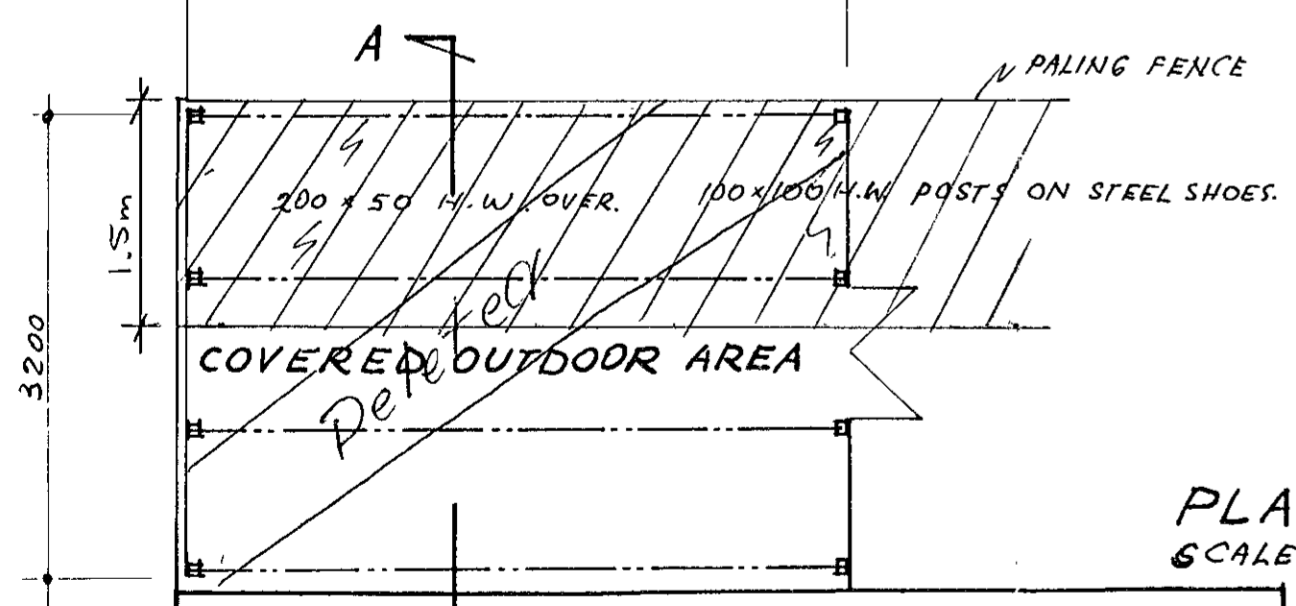 A
PALING FENCE
200 x 50 H.W. OVER.
100 x 100 H.W. POSTS ON STEEL SHOES.
1.5m
3200
COVERED OUTDOOR AREA
Deleted
PLA
SCALE